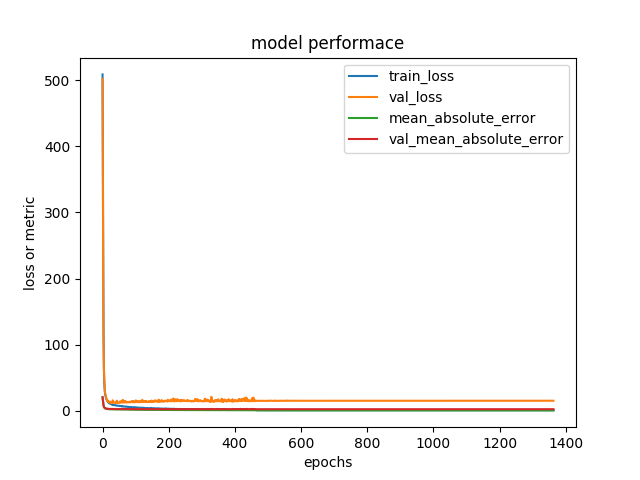 model performace
train_loss
val_loss
mean_absolute_error
val_mean_absolute_error
500
400
300
200
100
0
loss or metric
0 200 400 600 800 1000 1200 1400
epochs